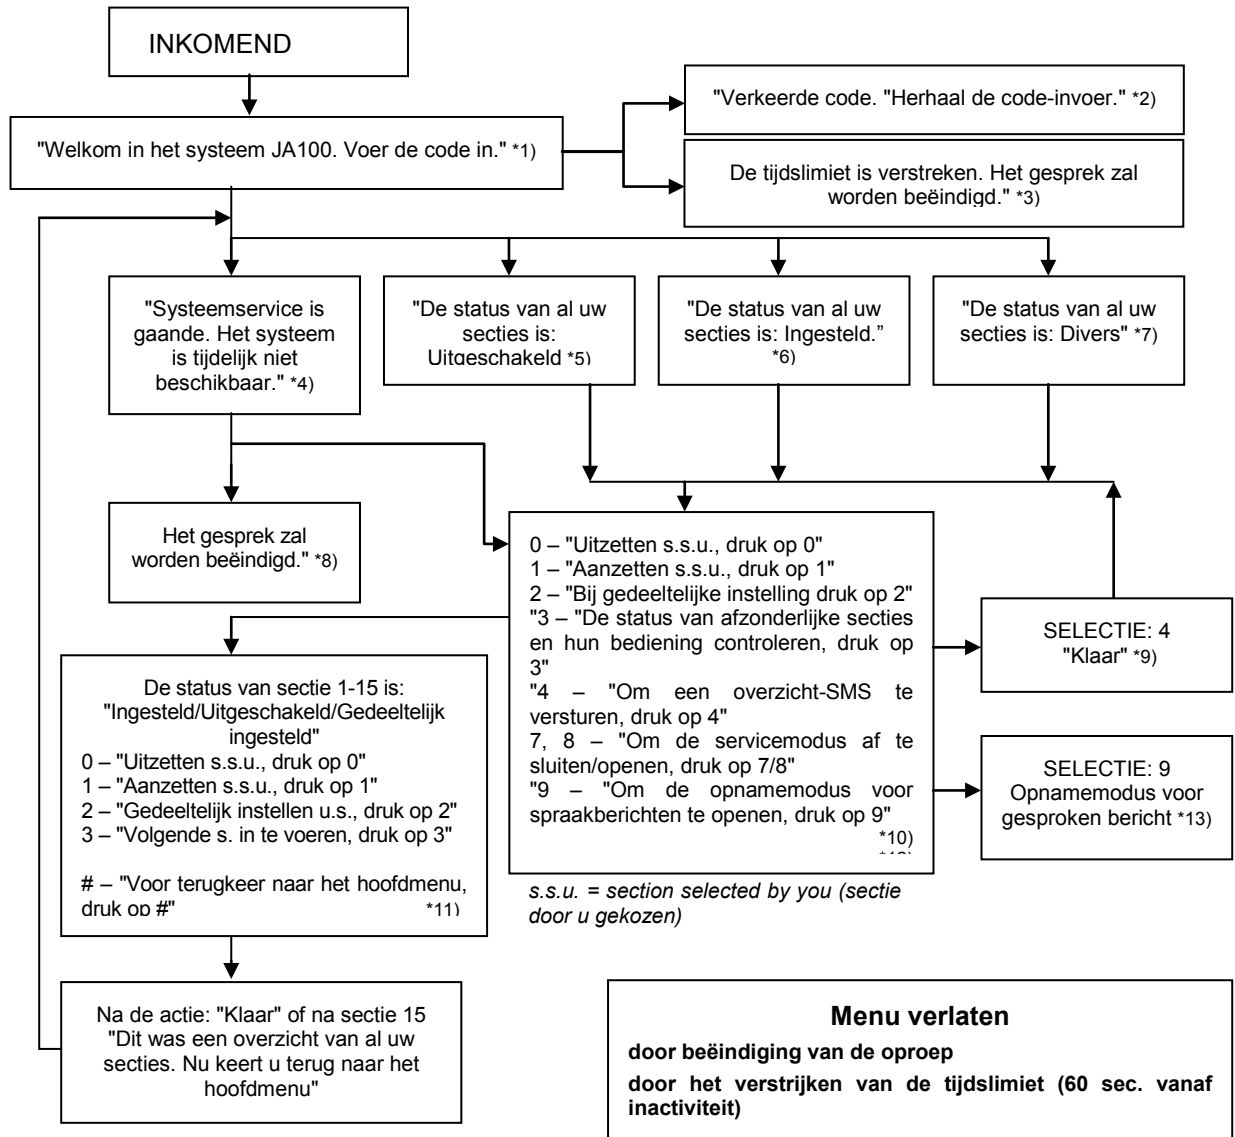 INKOMEND
"Verkeerde code. "Herhaal de code-invoer." *2)
"Welkom in het systeem JA100. Voer de code in." *1)
De tijdslimiet is verstreken. Het gesprek zal
worden beëindigd." *3)
"Systeemservice is
gaande. Het systeem
is tijdelijk niet
beschikbaar." *4)
"De status van al uw
secties is:
Uitgeschakeld *5)
"De status van al uw
secties is: Ingesteld.”
*6)
"De status van al uw
secties is: Divers" *7)
Het gesprek zal
worden beëindigd." *8)
0 – "Uitzetten s.s.u., druk op 0"
1 – "Aanzetten s.s.u., druk op 1"
2 – "Bij gedeeltelijke instelling druk op 2"
"3 – "De status van afzonderlijke secties
en hun bediening controleren, druk op
3"
"4 – "Om een overzicht-SMS te
versturen, druk op 4"
7, 8 – "Om de servicemodus af te
sluiten/openen, druk op 7/8"
"9 – "Om de opnamemodus voor
spraakberichten te openen, druk op 9"
*10)
SELECTIE: 4
"Klaar" *9)
SELECTIE: 9
Opnamemodus voor
gesproken bericht *13)
s.s.u. = section selected by you (sectie
door u gekozen)
De status van sectie 1-15 is:
"Ingesteld/Uitgeschakeld/Gedeeltelijk
ingesteld"
0 – "Uitzetten s.s.u., druk op 0"
1 – "Aanzetten s.s.u., druk op 1"
2 – "Gedeeltelijk instellen u.s., druk op 2"
3 – "Volgende s. in te voeren, druk op 3"
# – "Voor terugkeer naar het hoofdmenu,
druk op #" *11)
Na de actie: "Klaar" of na sectie 15
"Dit was een overzicht van al uw
secties. Nu keert u terug naar het
hoofdmenu"
Menu verlaten
door beëindiging van de oproep
door het verstrijken van de tijdslimiet (60 sec. vanaf
inactiviteit)